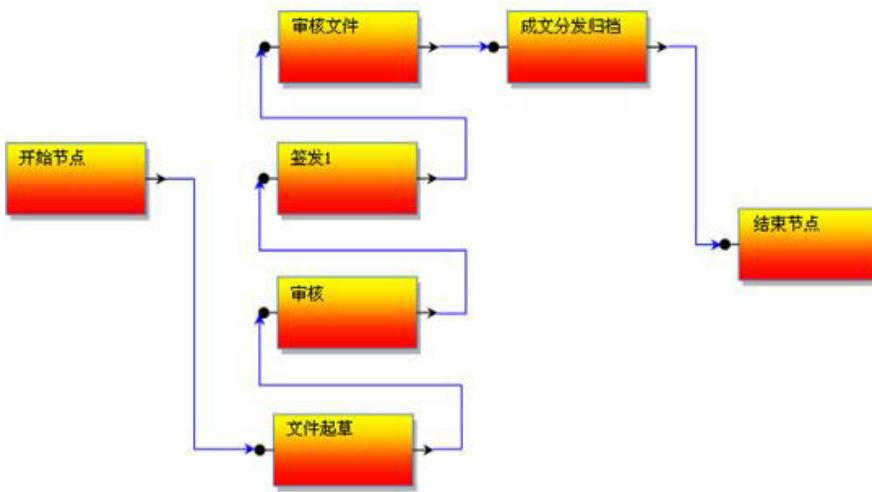 审核文件
成文分发归档
开始节点
签发1
结束节点
审核
文件起草